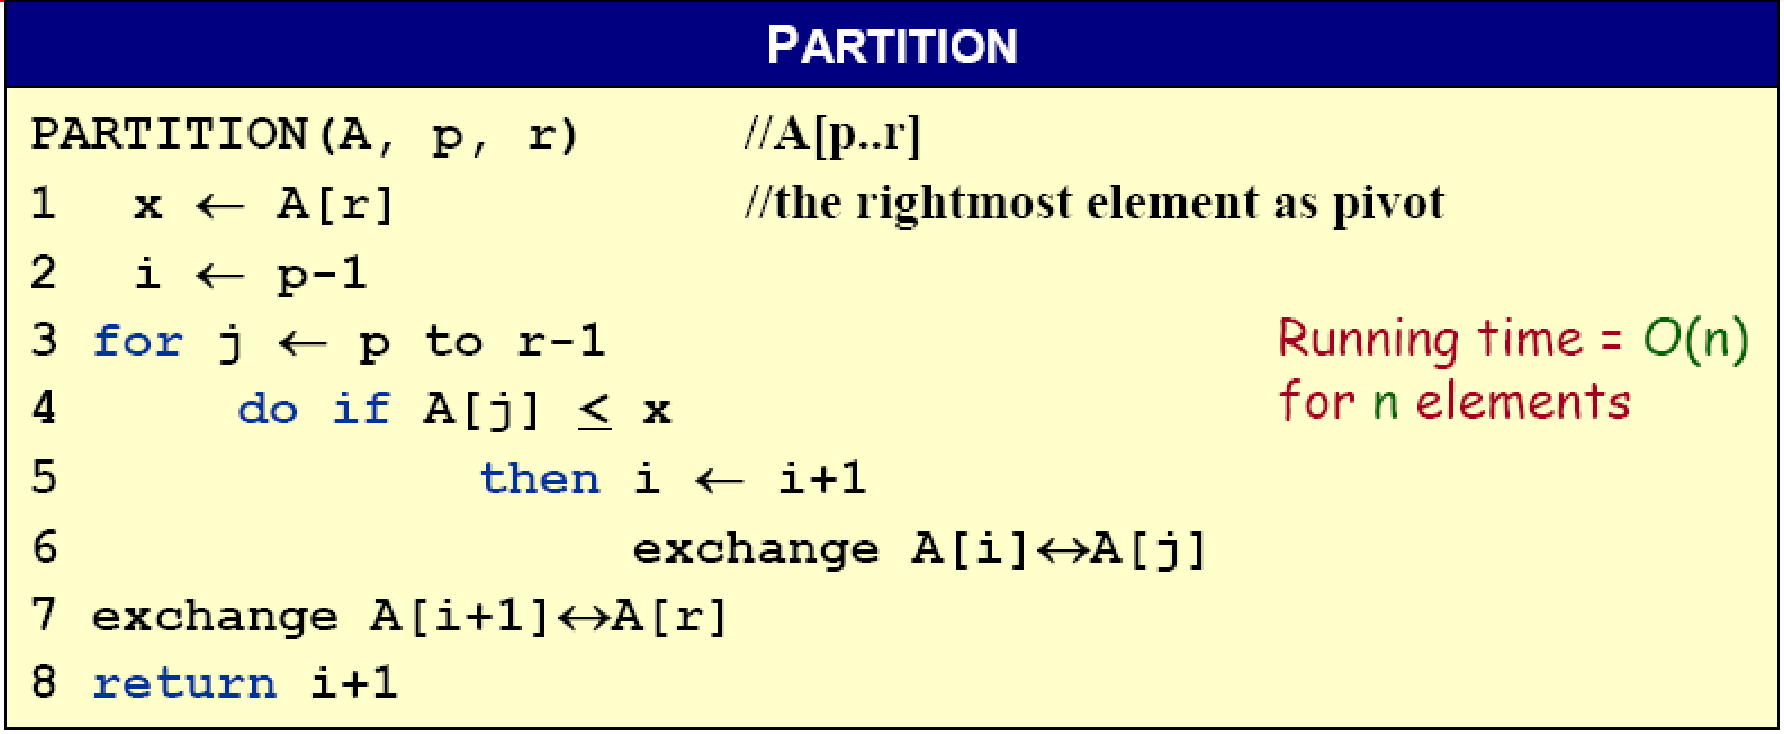 PARTITION
PARTITION(A, p, r) //A[p..r]
1 x ← A[r] //the rightmost element as pivot
2 i ← p-1
3 for j ← p to r-1
4 do if A[j] ≤ x
5 then i ← i+1
6 exchange A[i]↔A[j]
7 exchange A[i+1]↔A[r]
8 return i+1
Running time = O(n)
for n elements